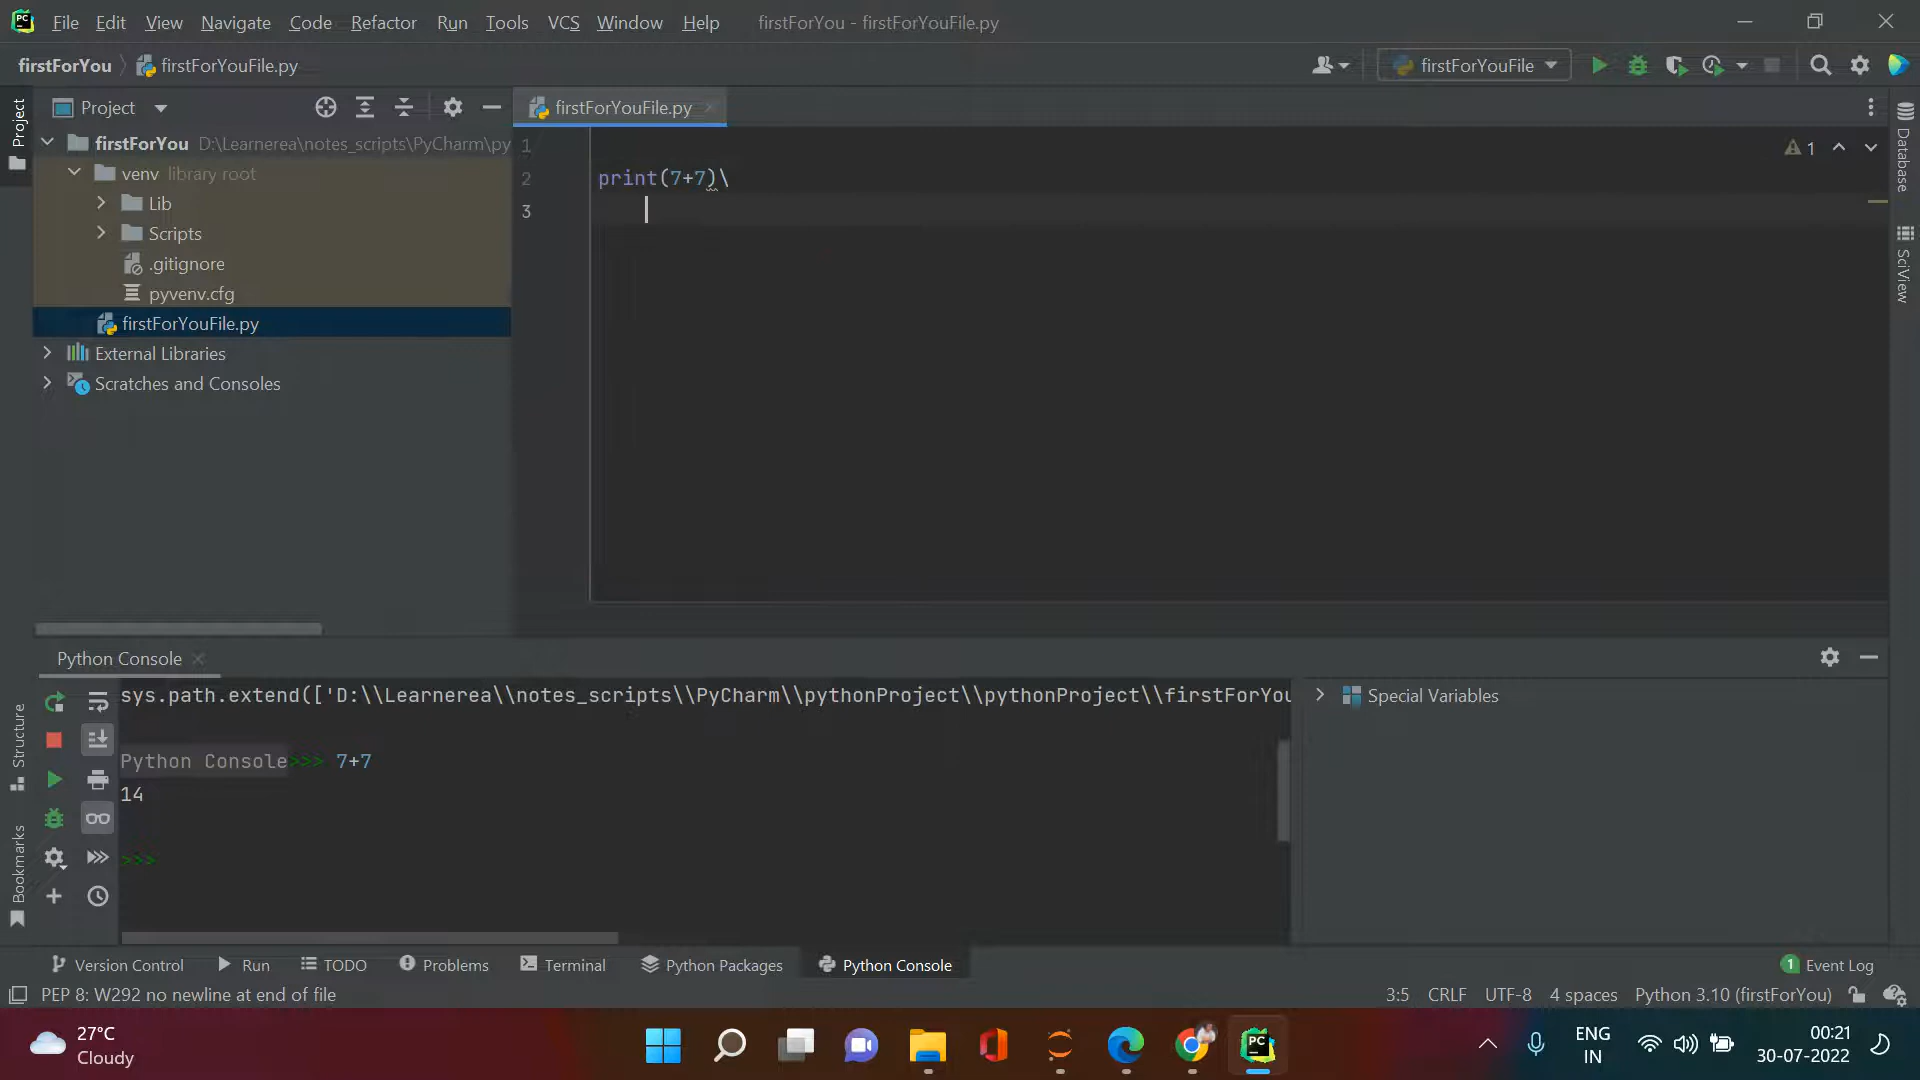 PC File Edit View Navigate Code Refactor Run Tools VCS Window Help firstForYou - firstForYouFile.py
firstForYou firstForYouFile.py firstForYouFile
Project Project firstForYouFile.py
firstForYou D:\Learnerea\notes_scripts\PyCharm\py
venv library root
Lib
Scripts
.gitignore
pyvenv.cfg
firstForYouFile.py
External Libraries
Scratches and Consoles
1
2 print(7+7)\
3
1
Database
SciView
Python Console
sys.path.extend(['D:\\Learnerea\\notes_scripts\\PyCharm\\pythonProject\\pythonProject\\firstForYou
Python Console>>> 7+7
14
>>>
Special Variables
Structure
Bookmarks
Version Control Run TODO Problems Terminal Python Packages Python Console 1 Event Log
PEP 8: W292 no newline at end of file 3:5 CRLF UTF-8 4 spaces Python 3.10 (firstForYou)
27°C
Cloudy
PC
ENG
IN
00:21
30-07-2022